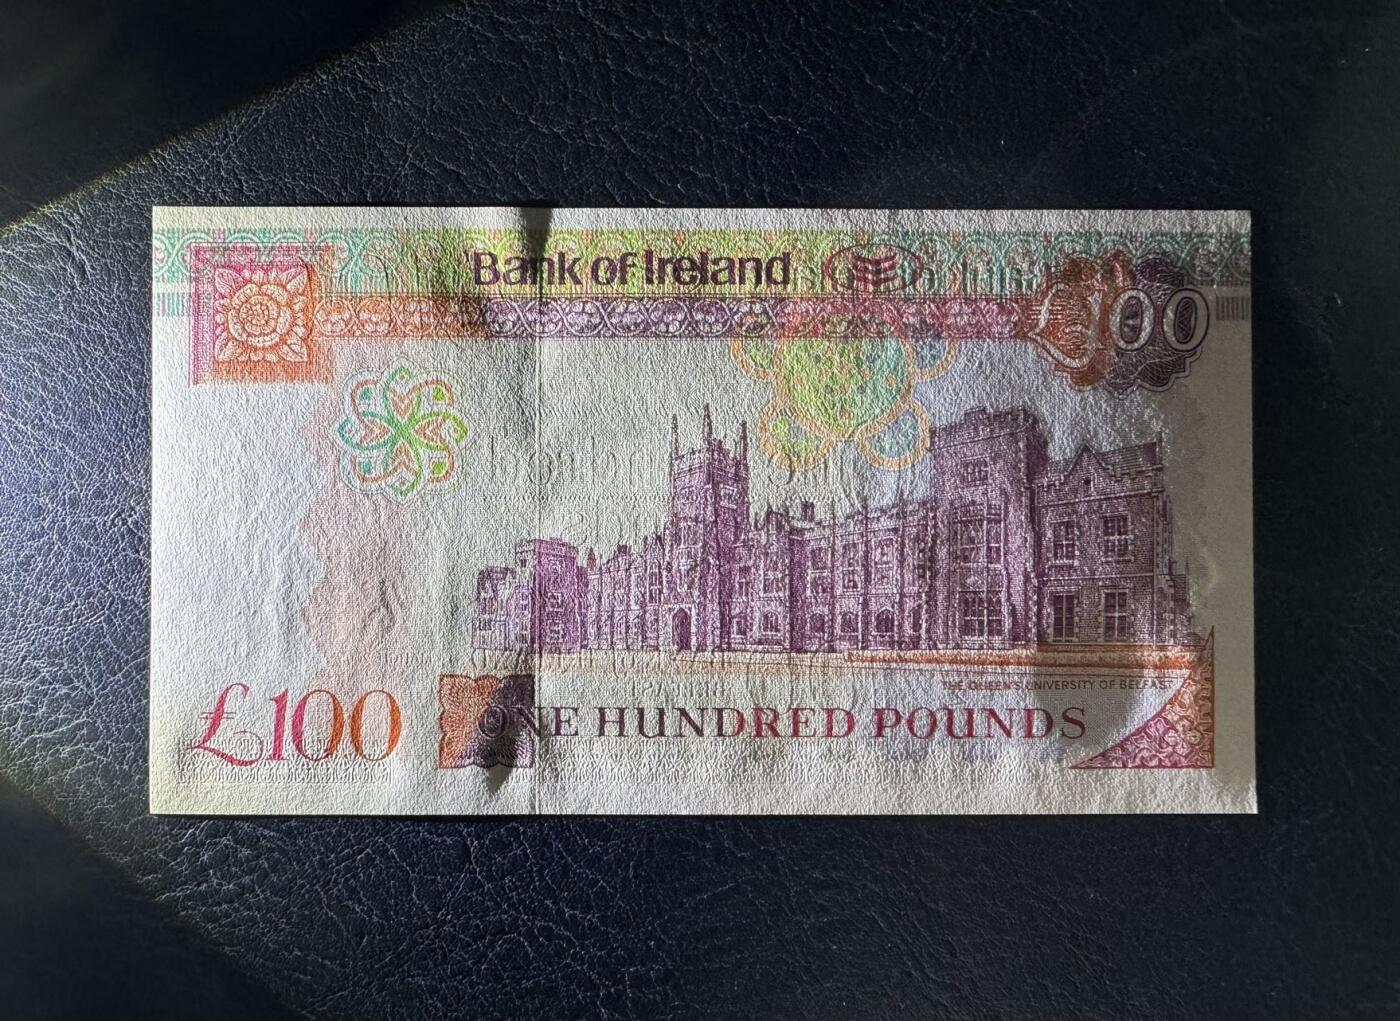 Bank of Ireland
£100
THE QUEEN'S UNIVERSITY OF BELFAST
£100
ONE HUNDRED POUNDS